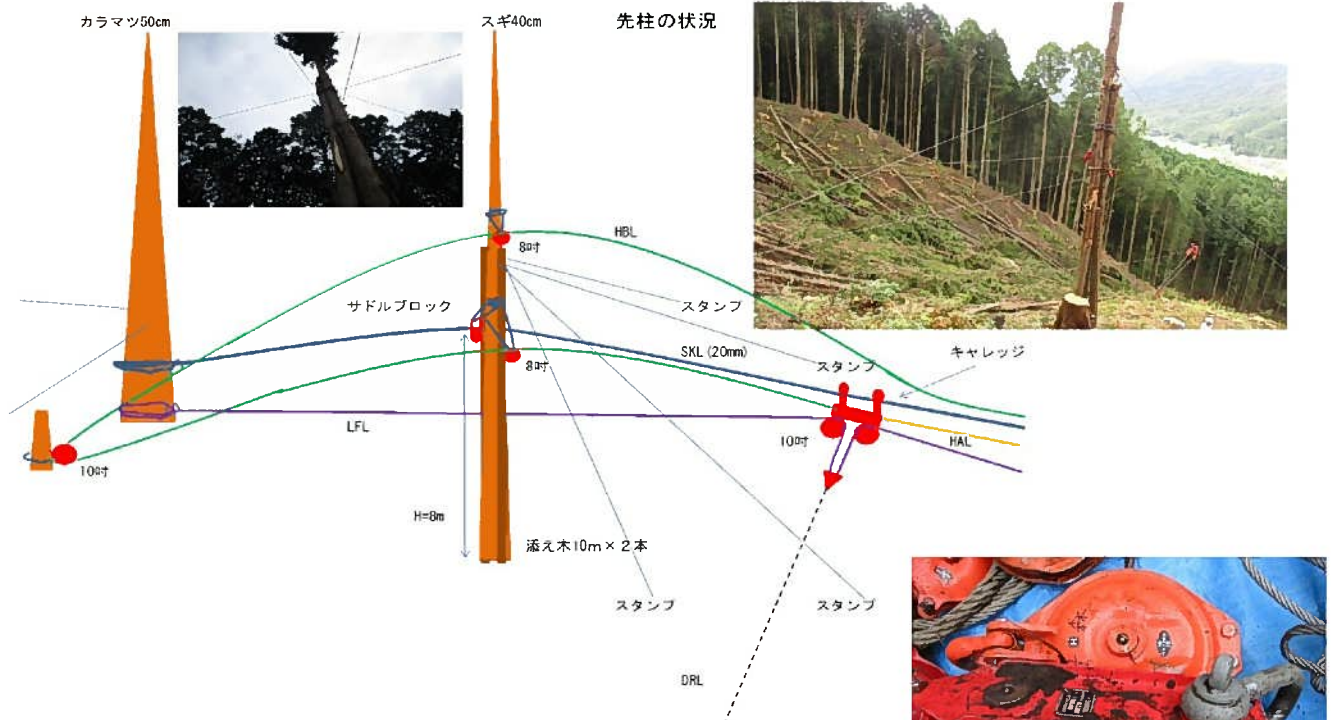 カラマツ50cm
スギ40cm
先柱の状況
HBL
8吋
サドルブロック
スタンプ
SKL (20mm)
キャレッジ
スタンプ
8吋
LFL
10吋
HAL
10吋
H=8m
添え木10m×2本
スタンプ
スタンプ
DRL